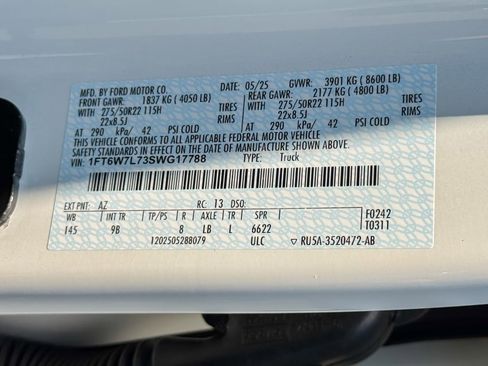 MFD. BY FORD MOTOR CO. 05/25 GVWR: 3901 KG ( 8600 LB)
FRONT GAWR: 1837 KG ( 4050 LB) REAR GAWR: 2177 KG ( 4800 LB)
WITH WITH
275/50R22 115H TIRES 275/50R22 115H TIRES
22x8.5J RIMS 22x8.5J RIMS
AT 290 kPa/ 42 PSI COLD AT 290 kPa/ 42 PSI COLD
THIS VEHICLE CONFORMS TO ALL APPLICABLE FEDERAL MOTOR VEHICLE
SAFETY STANDARDS IN EFFECT ON THE DATE OF MANUFACTURE SHOWN ABOVE.
VIN: 1FT6W7L73SWG17788 TYPE: Truck
EXT PNT: AZ RC: 13 DSO:
WB INT TR TP/PS R AXLE TR SPR F0242
145 9B 8 LB L 6622 T0311
1202505288079 ULC RU5A-3520472-AB